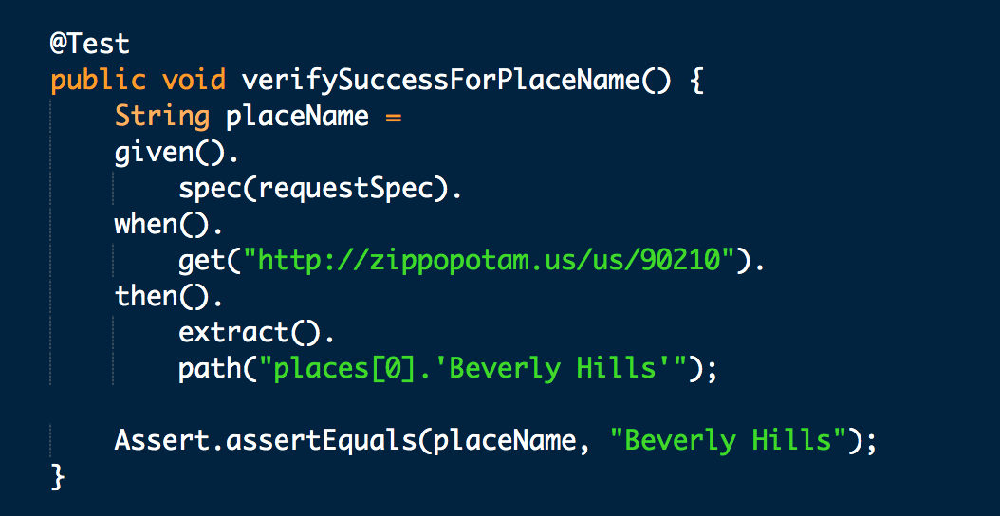 @Test
public void verifySuccessForPlaceName() {
    String placeName =
    given().
        spec(requestSpec).
    when().
        get("http://zippopotam.us/us/90210").
    then().
        extract().
        path("places[0].'Beverly Hills'");

    Assert.assertEquals(placeName, "Beverly Hills");
}